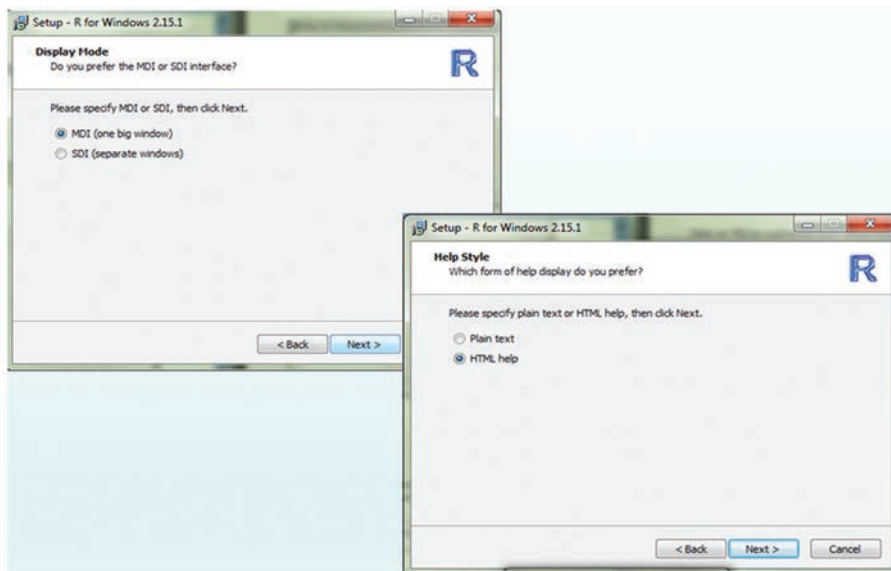 Setup - R for Windows 2.15.1
Display Mode
Do you prefer the MDI or SDI interface?
R
Please specify MDI or SDI, then click Next.
MDI (one big window)
SDI (separate windows)
< Back
Next >
Setup - R for Windows 2.15.1
Help Style
Which form of help display do you prefer?
R
Please specify plain text or HTML help, then click Next.
Plain text
HTML help
< Back
Next >
Cancel